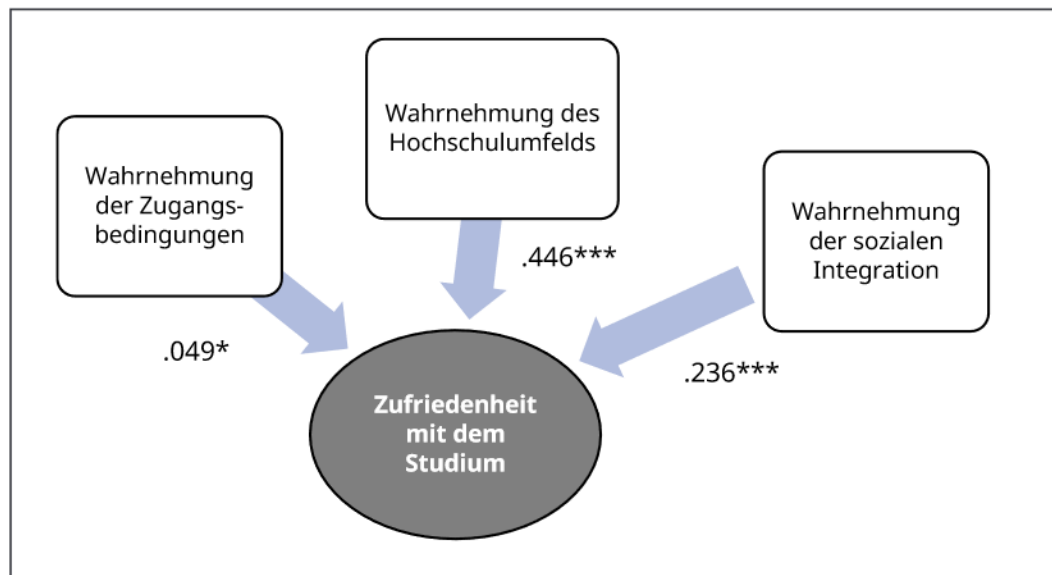 Wahrnehmung
der Zugangs-
bedingungen
Wahrnehmung des
Hochschulumfelds
Wahrnehmung
der sozialen
Integration
.049*
.446***
.236***
Zufriedenheit
mit dem
Studium